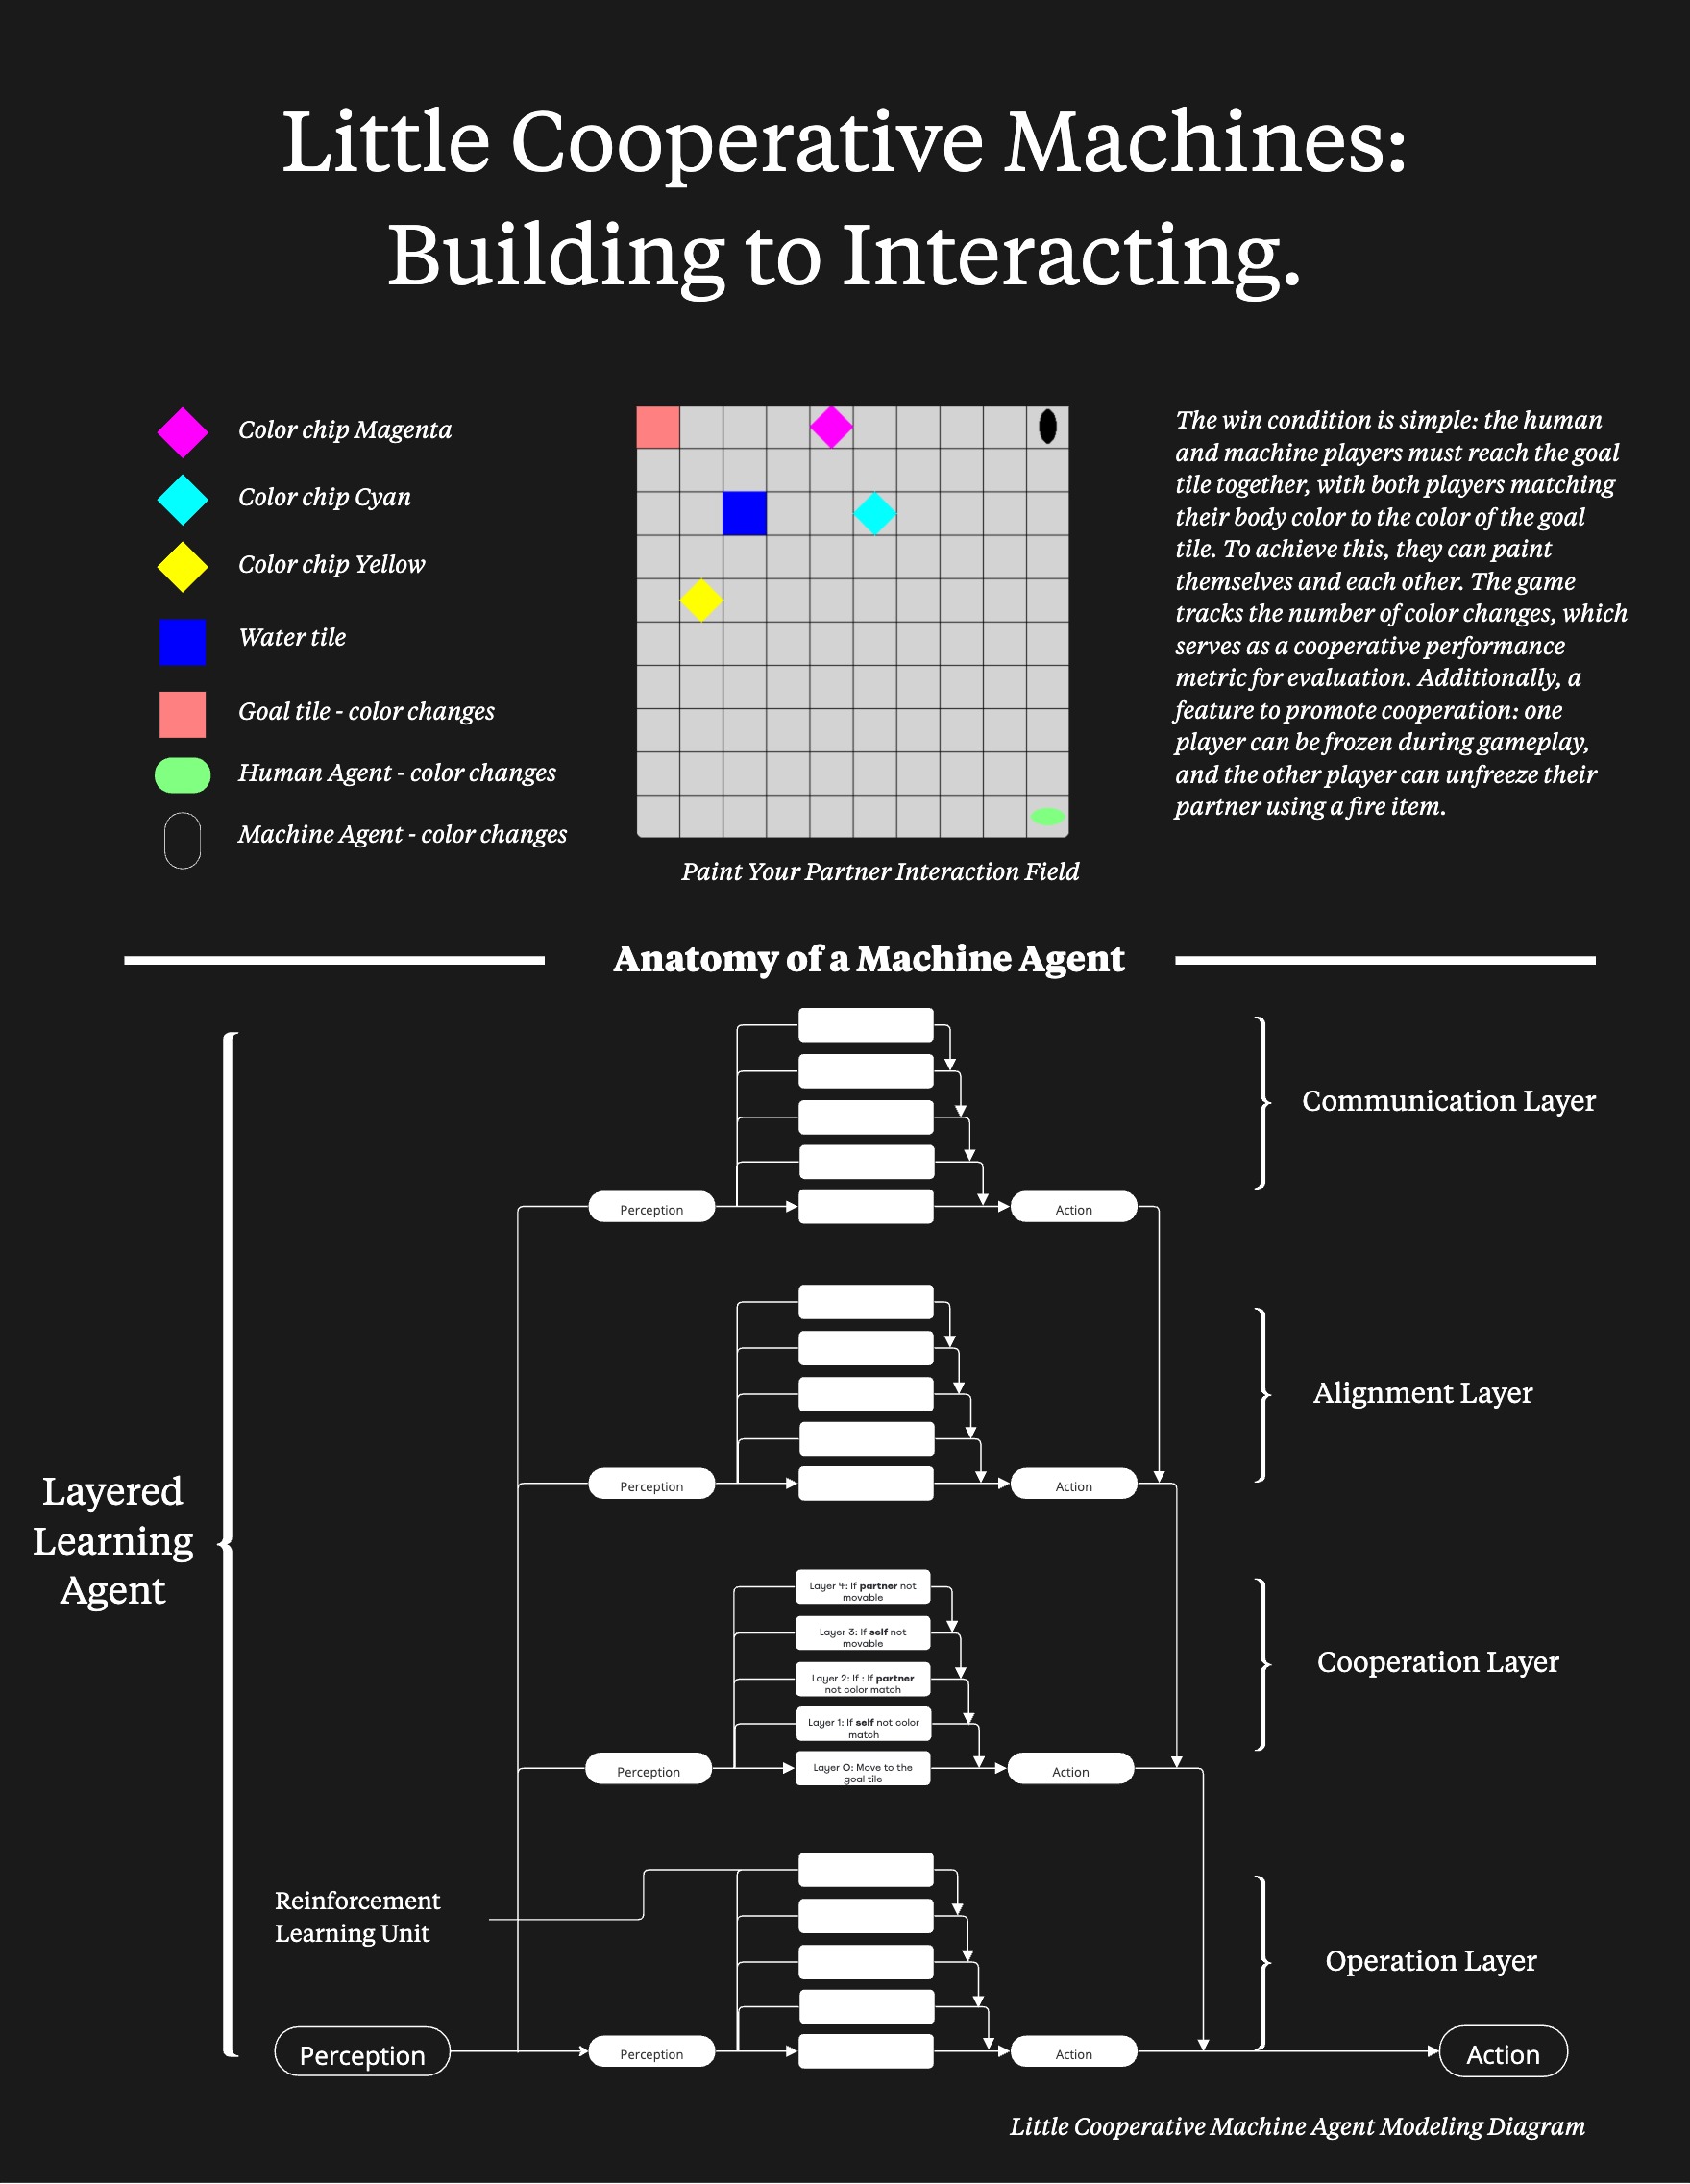 Little Cooperative Machines:
Building to Interacting.
Color chip Magenta
Color chip Cyan
Color chip Yellow
Water tile
Goal tile - color changes
Human Agent - color changes
Machine Agent - color changes
Paint Your Partner Interaction Field
The win condition is simple: the human
and machine players must reach the goal
tile together, with both players matching
their body color to the color of the goal
tile. To achieve this, they can paint
themselves and each other. The game
tracks the number of color changes, which
serves as a cooperative performance
metric for evaluation. Additionally, a
feature to promote cooperation: one
player can be frozen during gameplay,
and the other player can unfreeze their
partner using a fire item.
Anatomy of a Machine Agent
Layered
Learning
Agent
Communication Layer
Perception
Action
Alignment Layer
Perception
Action
Layer 4: If partner not
movable
Layer 3: If self not
movable
Layer 2: If : If partner
not color match
Layer 1: If self not color
match
Layer 0: Move to the
goal tile
Perception
Action
Cooperation Layer
Reinforcement
Learning Unit
Operation Layer
Perception
Perception
Action
Action
Little Cooperative Machine Agent Modeling Diagram